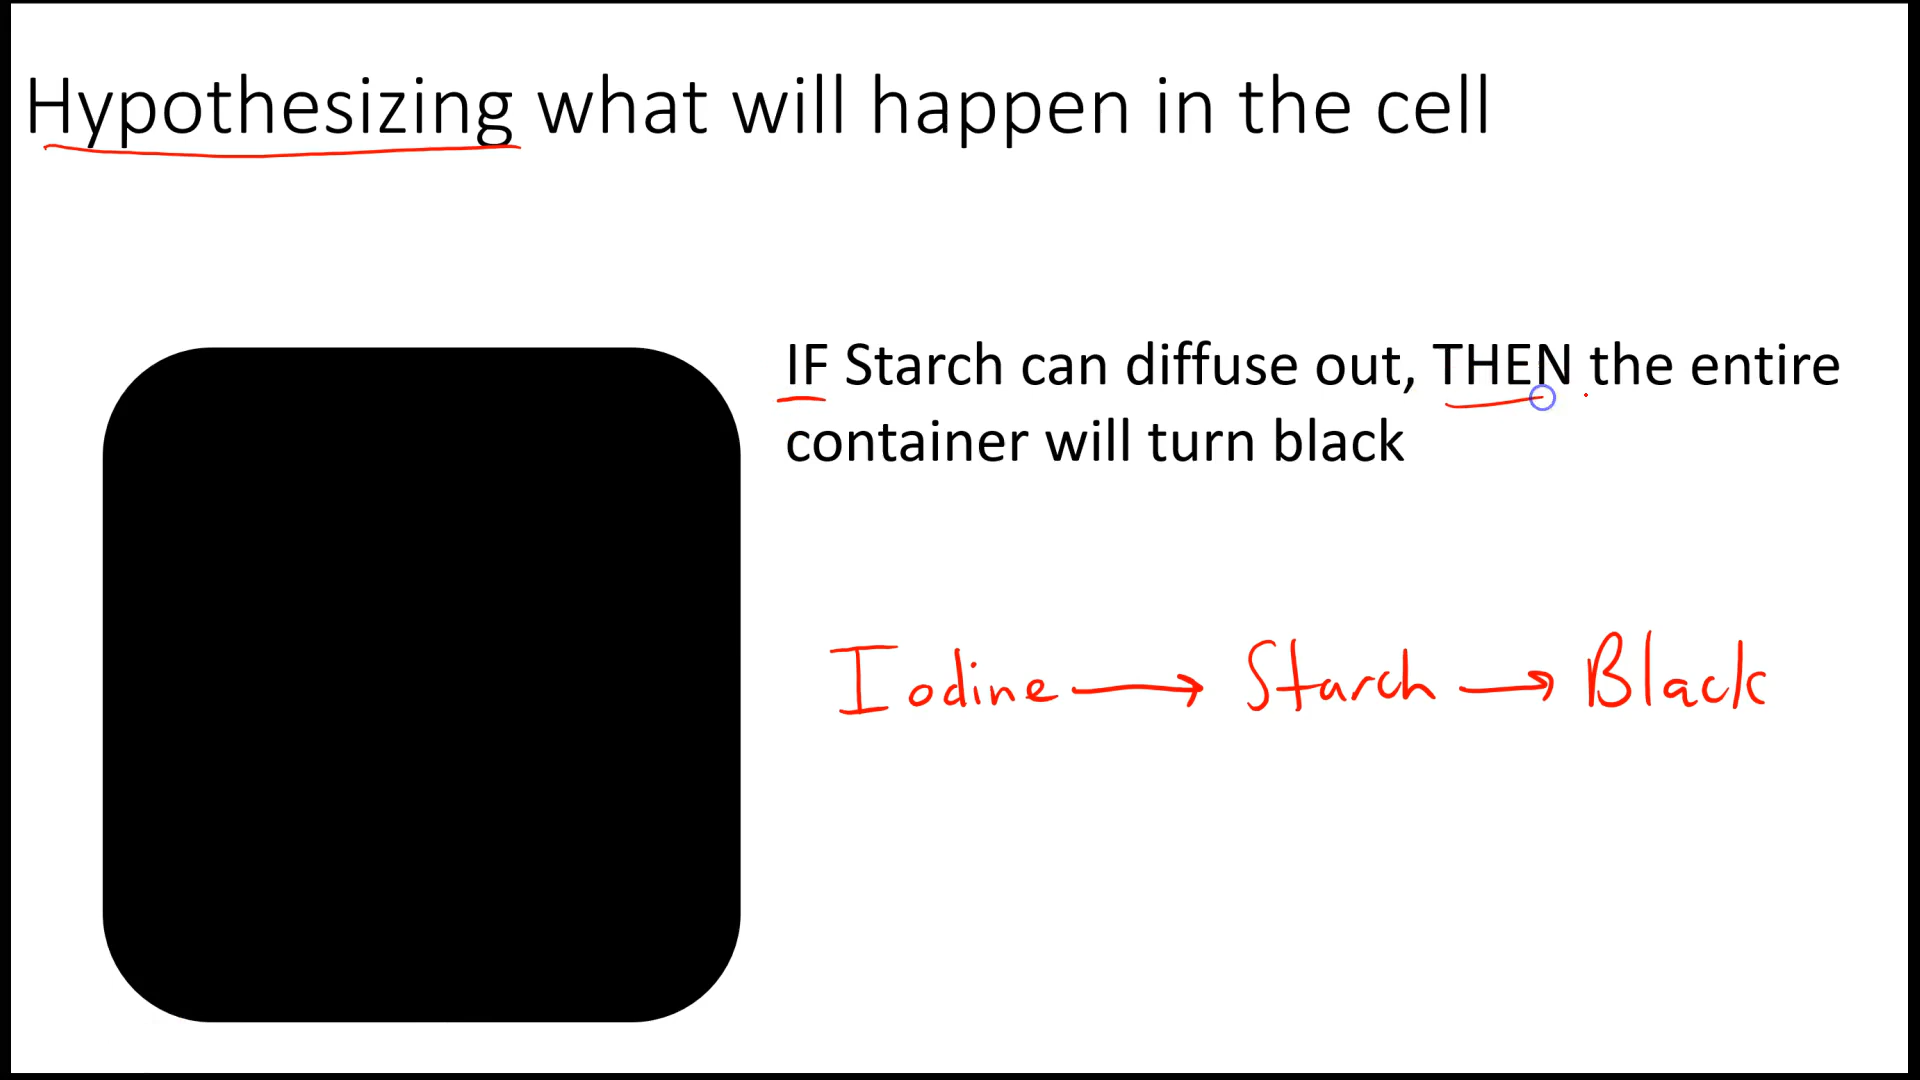 Hypothesizing what will happen in the cell
IF Starch can diffuse out, THEN the entire
container will turn black
Iodine → Starch → Black